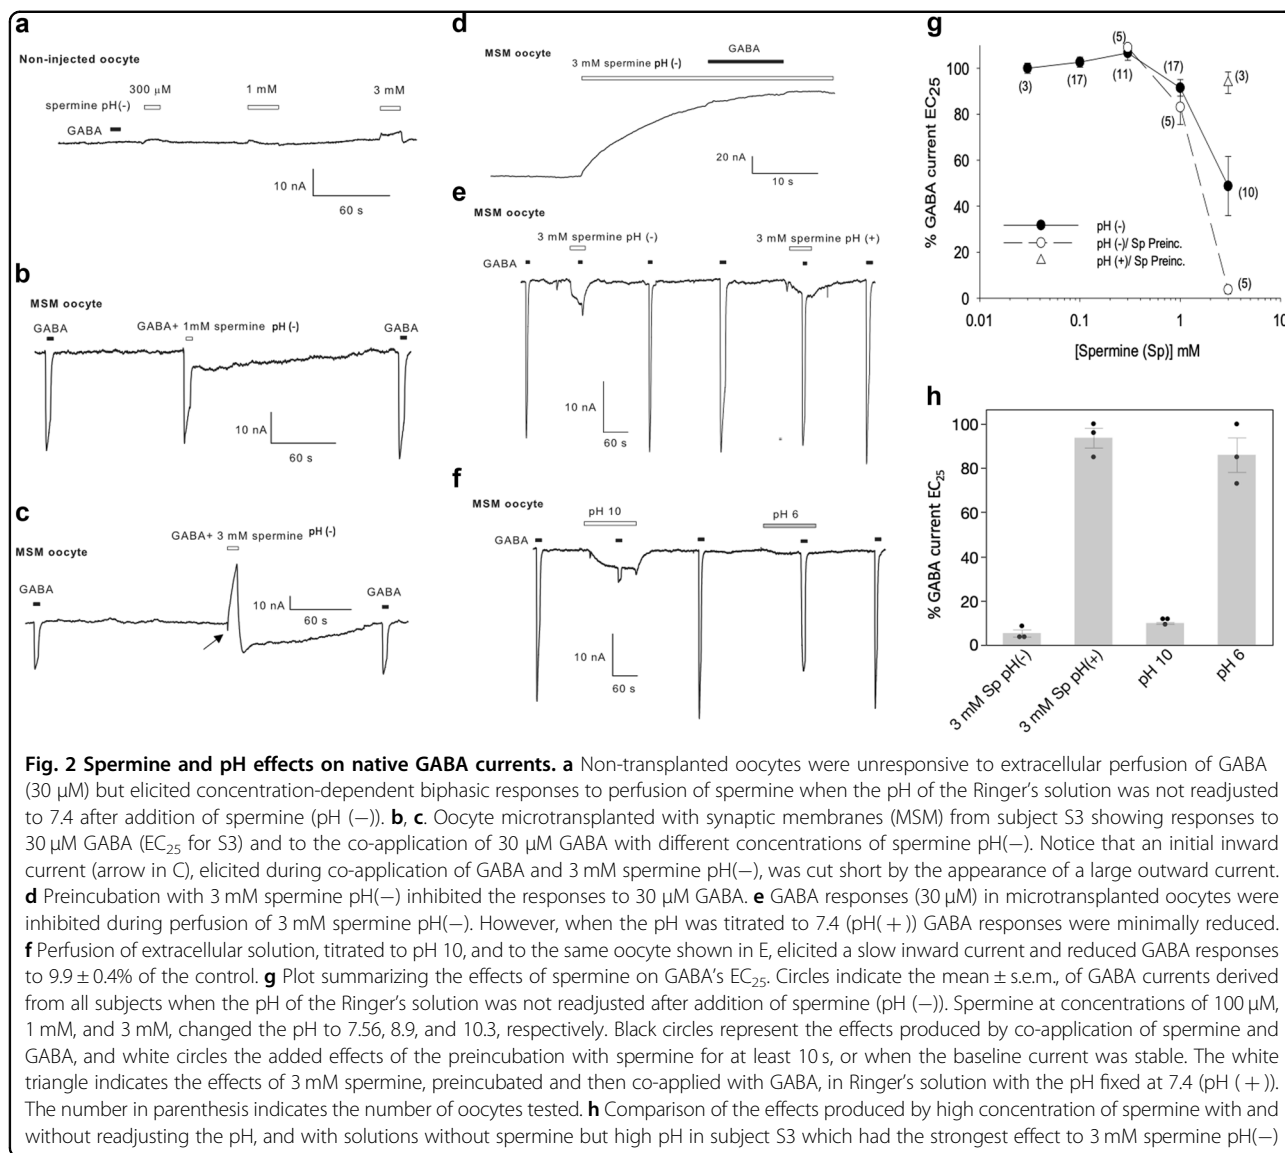 a
Non-injected oocyte
300 µM
1 mM
3 mM
spermine pH(-)
GABA
10 nA
60 s
b
MSM oocyte
GABA
GABA+ 1mM spermine pH (-)
GABA
10 nA
60 s
c
GABA+ 3 mM spermine pH (-)
MSM oocyte
GABA
GABA
10 nA
60 s
d
MSM oocyte
GABA
3 mM spermine pH (-)
20 nA
10 s
e
MSM oocyte
3 mM spermine pH (-)
3 mM spermine pH (+)
GABA
10 nA
60 s
f
MSM oocyte
pH 10
pH 6
GABA
10 nA
60 s
g
% GABA current EC25
100
80
60
40
20
0
(3)
(17)
(5)
(11)
(17)
(5)
(3)
(10)
(5)
pH (-)
pH (-)/ Sp Preinc.
pH (+)/ Sp Preinc.
0.01
0.1
1
10
[Spermine (Sp)] mM
h
% GABA current EC25
100
80
60
40
20
0
3 mM Sp pH(-)
3 mM Sp pH(+)
pH 10
pH 6
Fig. 2 Spermine and pH effects on native GABA currents. a Non-transplanted oocytes were unresponsive to extracellular perfusion of GABA
(30 µM) but elicited concentration-dependent biphasic responses to perfusion of spermine when the pH of the Ringer's solution was not readjusted
to 7.4 after addition of spermine (pH (−)). b, c. Oocyte microtransplanted with synaptic membranes (MSM) from subject S3 showing responses to
30 µM GABA (EC25 for S3) and to the co-application of 30 µM GABA with different concentrations of spermine pH(−). Notice that an initial inward
current (arrow in C), elicited during co-application of GABA and 3 mM spermine pH(−), was cut short by the appearance of a large outward current.
d Preincubation with 3 mM spermine pH(−) inhibited the responses to 30 µM GABA. e GABA responses (30 µM) in microtransplanted oocytes were
inhibited during perfusion of 3 mM spermine pH(−). However, when the pH was titrated to 7.4 (pH( + )) GABA responses were minimally reduced.
f Perfusion of extracellular solution, titrated to pH 10, and to the same oocyte shown in E, elicited a slow inward current and reduced GABA responses
to 9.9 ± 0.4% of the control. g Plot summarizing the effects of spermine on GABA's EC25. Circles indicate the mean ± s.e.m., of GABA currents derived
from all subjects when the pH of the Ringer's solution was not readjusted after addition of spermine (pH (−)). Spermine at concentrations of 100 µM,
1 mM, and 3 mM, changed the pH to 7.56, 8.9, and 10.3, respectively. Black circles represent the effects produced by co-application of spermine and
GABA, and white circles the added effects of the preincubation with spermine for at least 10 s, or when the baseline current was stable. The white
triangle indicates the effects of 3 mM spermine, preincubated and then co-applied with GABA, in Ringer's solution with the pH fixed at 7.4 (pH ( + )).
The number in parenthesis indicates the number of oocytes tested. h Comparison of the effects produced by high concentration of spermine with and
without readjusting the pH, and with solutions without spermine but high pH in subject S3 which had the strongest effect to 3 mM spermine pH(−)